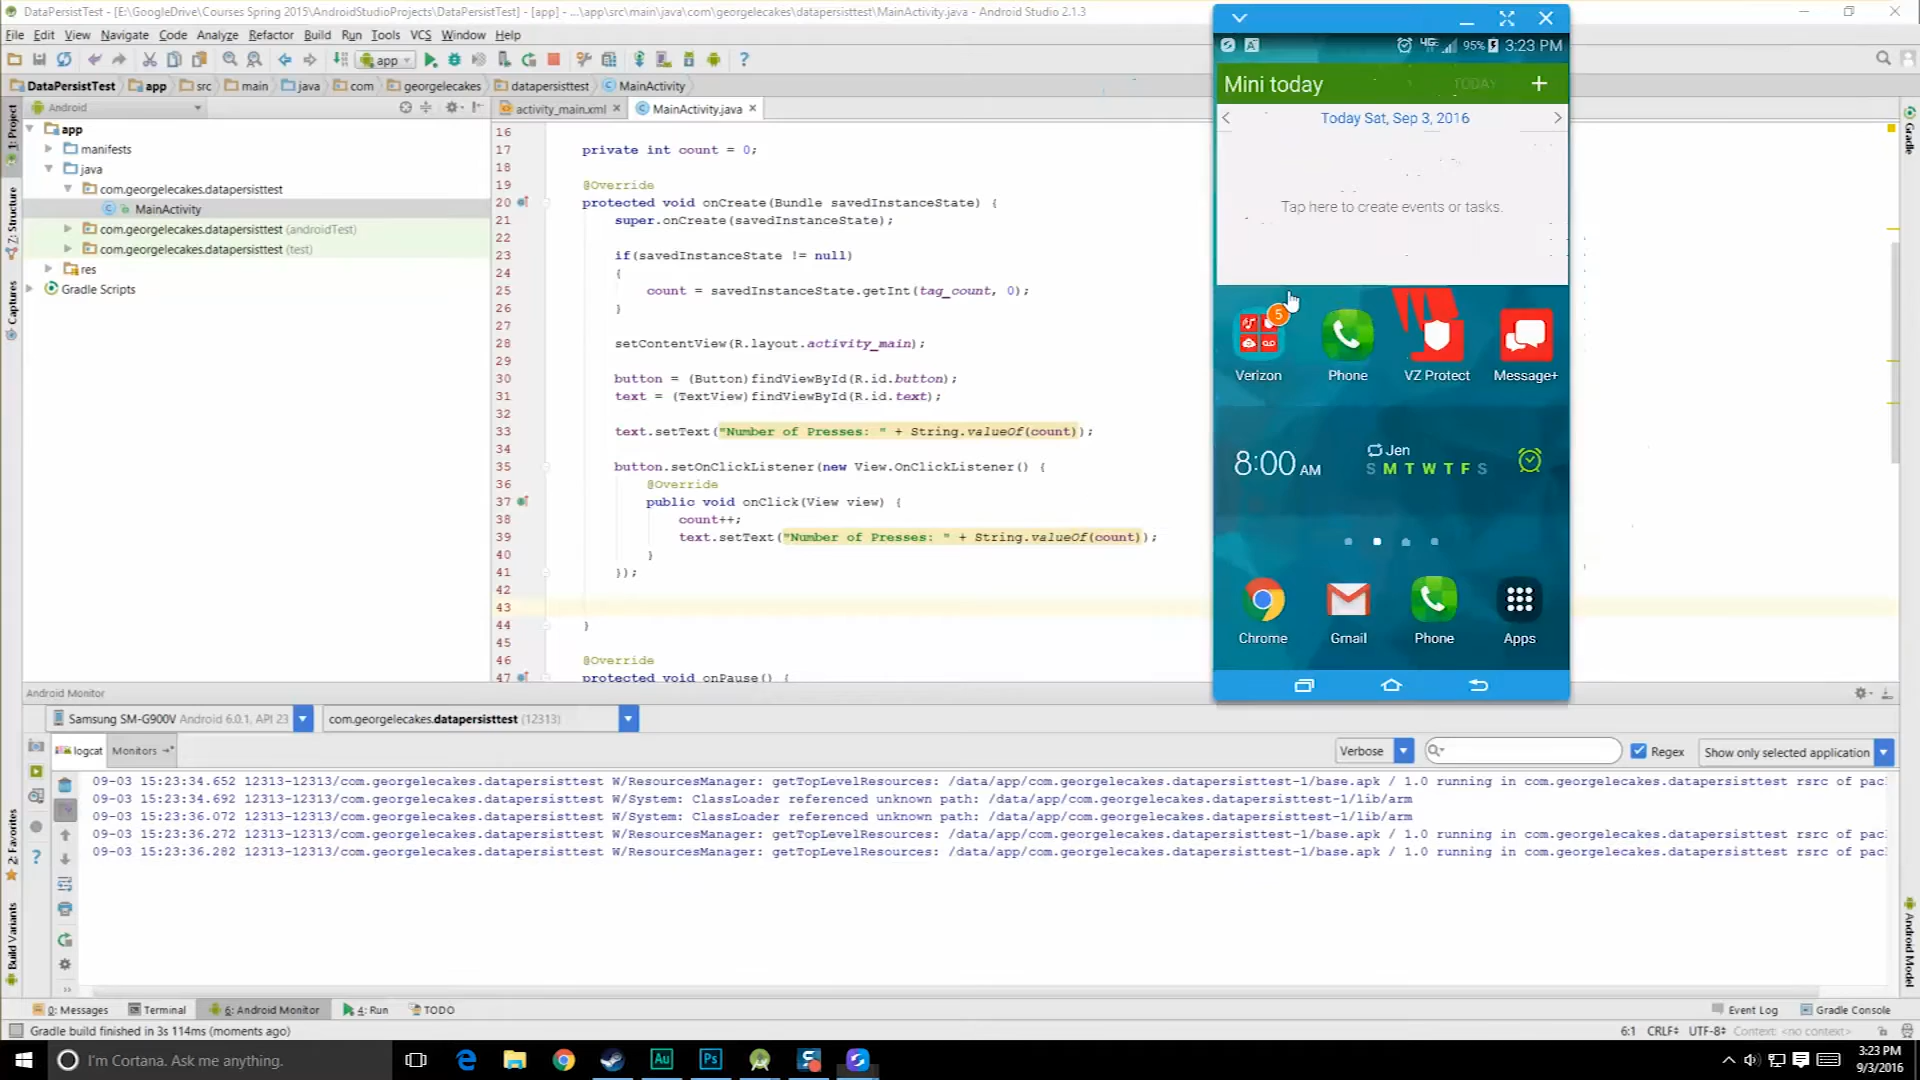 DataPersistTest - [E:\GoogleDrive\Courses Spring 2015\AndroidStudioProjects\DataPersistTest] - [app] - ...\app\src\main\java\com\georgelecakes\datapersisttest\MainActivity.java - Android Studio 2.1.3
File Edit View Navigate Code Analyze Refactor Build Run Tools VCS Window Help
app
DataPersistTest app src main java com georgelecakes datapersisttest MainActivity
Android
activity_main.xml MainActivity.java
1: Project
Z: Structure
Captures
2: Favorites
Build Variants
app
manifests
java
com.georgelecakes.datapersisttest
MainActivity
com.georgelecakes.datapersisttest (androidTest)
com.georgelecakes.datapersisttest (test)
res
Gradle Scripts
16
17 private int count = 0;
18
19 @Override
20 protected void onCreate(Bundle savedInstanceState) {
21 super.onCreate(savedInstanceState);
22
23 if(savedInstanceState != null)
24 {
25 count = savedInstanceState.getInt(tag_count, 0);
26 }
27
28 setContentView(R.layout.activity_main);
29
30 button = (Button)findViewById(R.id.button);
31 text = (TextView)findViewById(R.id.text);
32
33 text.setText("Number of Presses: " + String.valueOf(count));
34
35 button.setOnClickListener(new View.OnClickListener() {
36 @Override
37 public void onClick(View view) {
38 count++;
39 text.setText("Number of Presses: " + String.valueOf(count));
40 }
41 });
42
43
44 }
45
46 @Override
47 protected void onPause() {
4G 95% 3:23 PM
Mini today TODAY +
Today Sat, Sep 3, 2016
Tap here to create events or tasks.
5
Verizon Phone VZ Protect Message+
8:00 AM
Jen
S M T W T F S
Chrome Gmail Phone Apps
Gradle
Android Model
Android Monitor
Samsung SM-G900V Android 6.0.1, API 23 com.georgelecakes.datapersisttest (12313)
logcat Monitors Verbose Regex Show only selected application
09-03 15:23:34.652 12313-12313/com.georgelecakes.datapersisttest W/ResourcesManager: getTopLevelResources: /data/app/com.georgelecakes.datapersisttest-1/base.apk / 1.0 running in com.georgelecakes.datapersisttest rsrc of pac
09-03 15:23:34.692 12313-12313/com.georgelecakes.datapersisttest W/System: ClassLoader referenced unknown path: /data/app/com.georgelecakes.datapersisttest-1/lib/arm
09-03 15:23:36.072 12313-12313/com.georgelecakes.datapersisttest W/System: ClassLoader referenced unknown path: /data/app/com.georgelecakes.datapersisttest-1/lib/arm
09-03 15:23:36.272 12313-12313/com.georgelecakes.datapersisttest W/ResourcesManager: getTopLevelResources: /data/app/com.georgelecakes.datapersisttest-1/base.apk / 1.0 running in com.georgelecakes.datapersisttest rsrc of pac
09-03 15:23:36.282 12313-12313/com.georgelecakes.datapersisttest W/ResourcesManager: getTopLevelResources: /data/app/com.georgelecakes.datapersisttest-1/base.apk / 1.0 running in com.georgelecakes.datapersisttest rsrc of pac
0: Messages Terminal 6: Android Monitor 4: Run TODO Event Log Gradle Console
Gradle build finished in 3s 114ms (moments ago) 6:1 CRLF UTF-8 Context: <no context>
I'm Cortana. Ask me anything. Au Ps 3:23 PM
9/3/2016